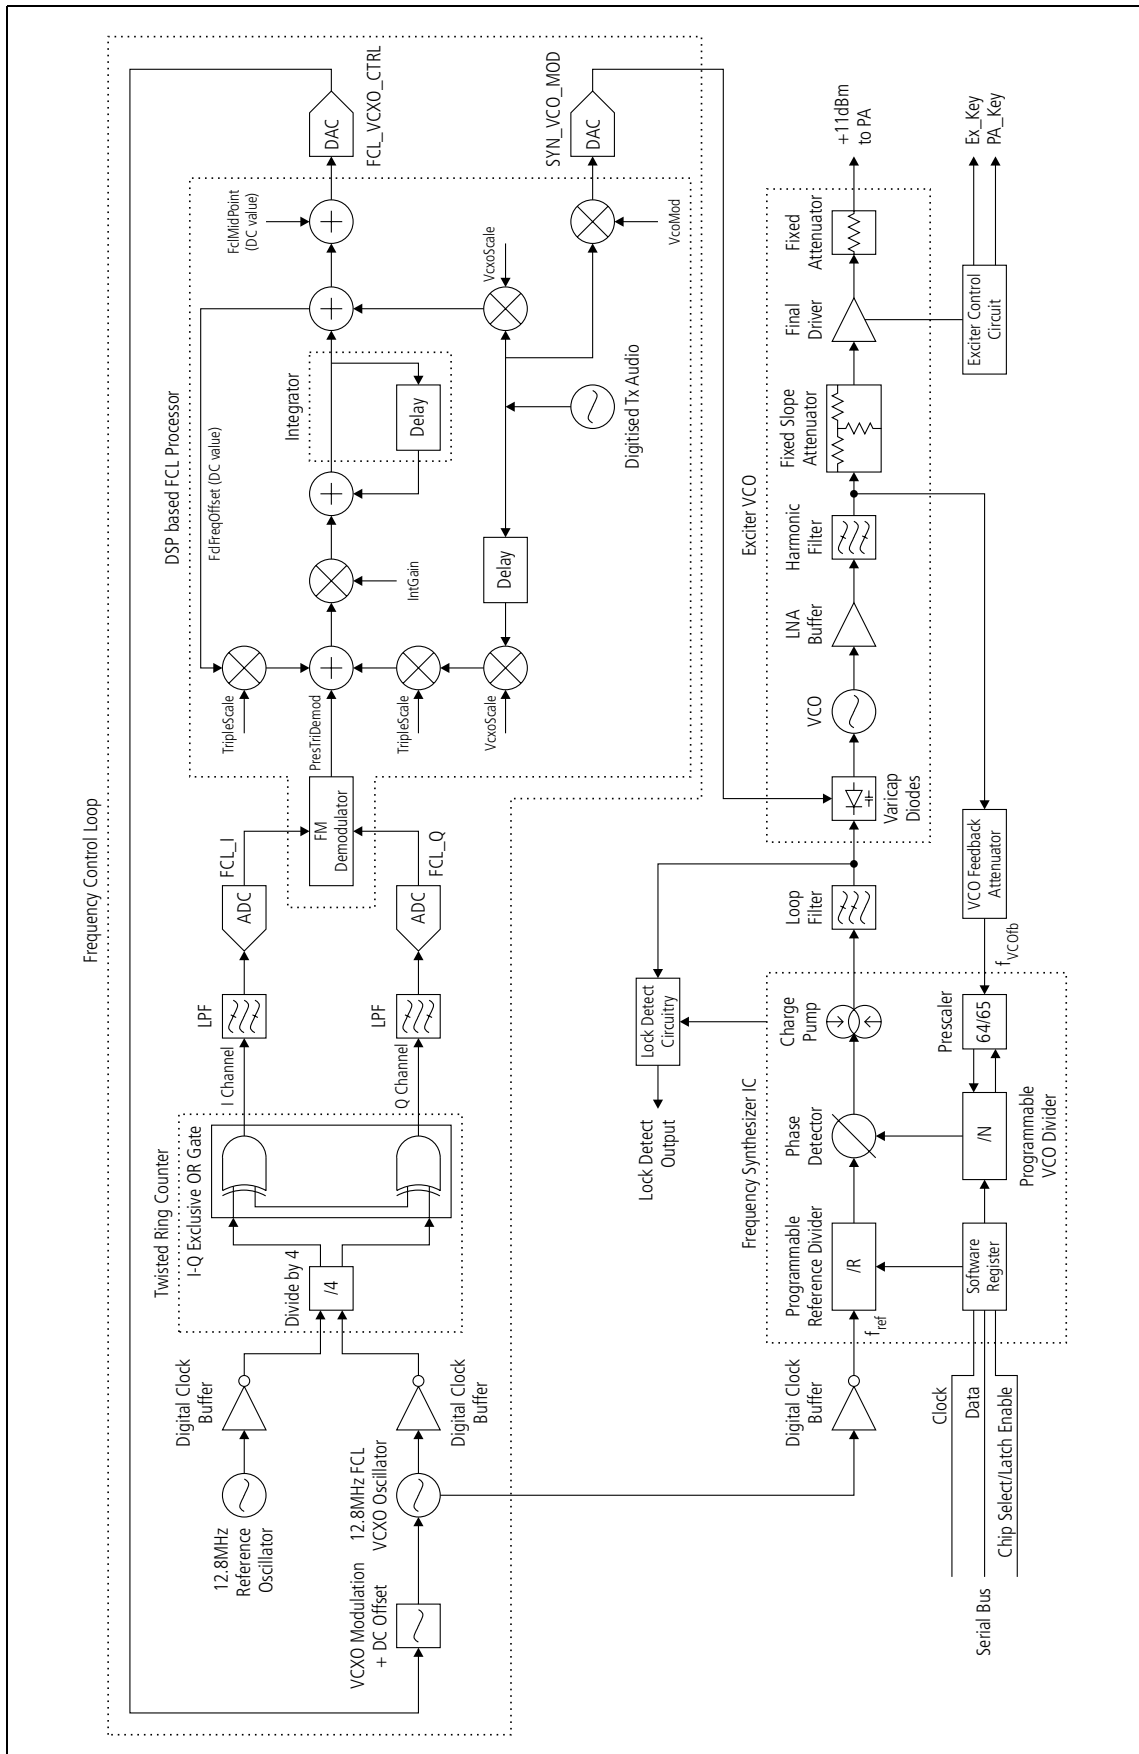 Frequency Control Loop
12.8MHz
Reference
Oscillator
Digital Clock
Buffer
VCXO Modulation
+ DC Offset
12.8MHz FCL
VCXO Oscillator
Digital Clock
Buffer
Twisted Ring Counter
I-Q Exclusive OR Gate
Divide by 4
/4
I Channel
Q Channel
LPF
LPF
ADC
ADC
FCL_I
FCL_Q
FM
Demodulator
DSP based FCL Processor
FclFreqOffset (DC value)
TripleScale
PresTriDemod
TripleScale
VcxoScale
IntGain
Integrator
Delay
Delay
Digitised Tx Audio
VcxoScale
FclMidPoint
(DC value)
VcoMod
DAC
FCL_VCXO_CTRL
SYN_VCO_MOD
DAC
Serial Bus
Clock
Data
Chip Select/Latch Enable
Digital Clock
Buffer
Frequency Synthesizer IC
fref
Programmable
Reference Divider
/R
Software
Register
Phase
Detector
/N
Programmable
VCO Divider
Charge
Pump
Prescaler
64/65
fVCOfb
Lock Detect
Output
Lock Detect
Circuitry
Loop
Filter
VCO Feedback
Attenuator
Exciter VCO
Varicap
Diodes
VCO
LNA
Buffer
Harmonic
Filter
Fixed Slope
Attenuator
Final
Driver
Fixed
Attenuator
+11dBm
to PA
Exciter Control
Circuit
Ex_Key
PA_Key